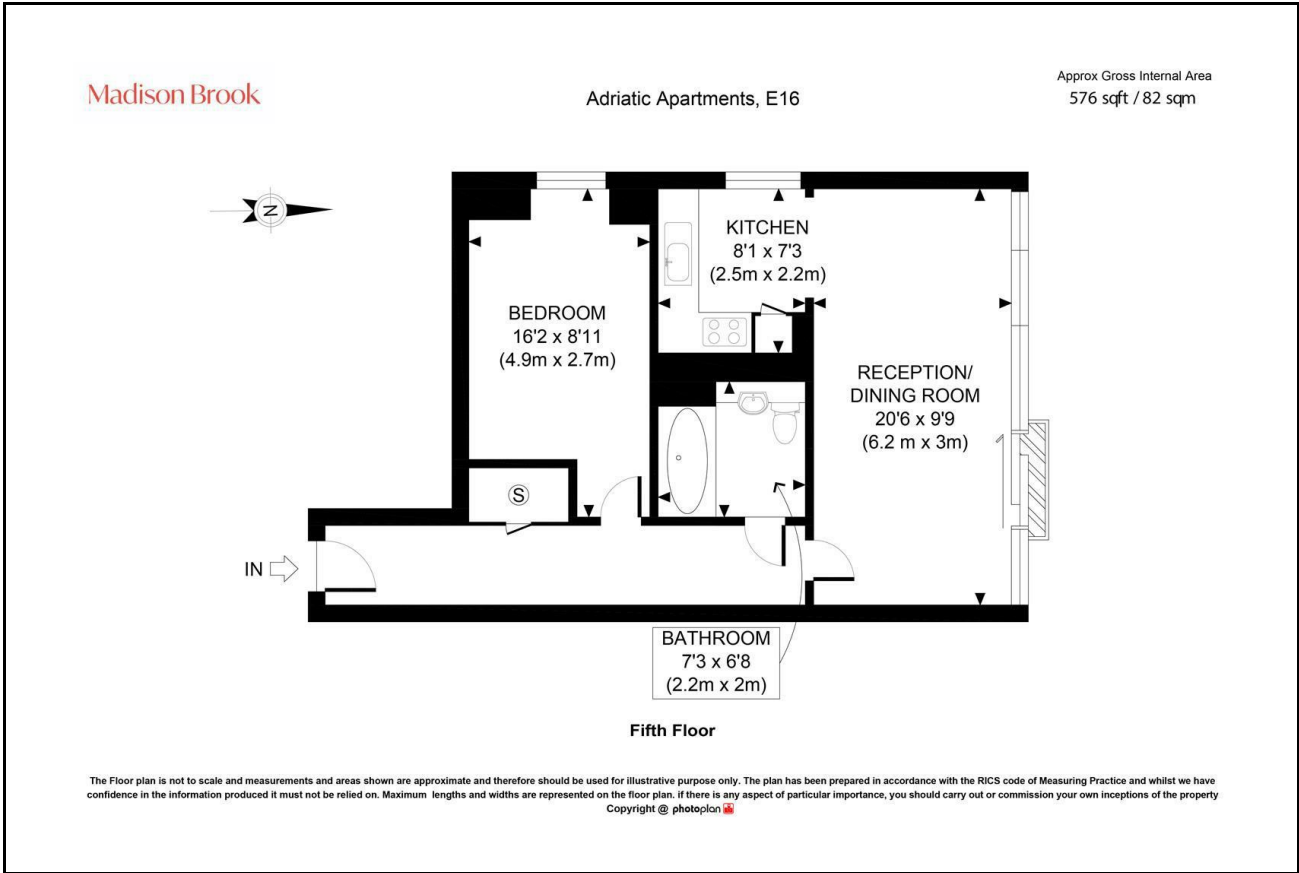 Madison Brook
Adriatic Apartments, E16
Approx Gross Internal Area
576 sqft / 82 sqm
N
KITCHEN
8'1 x 7'3
(2.5m x 2.2m)
BEDROOM
16'2 x 8'11
(4.9m x 2.7m)
RECEPTION/
DINING ROOM
20'6 x 9'9
(6.2 m x 3m)
S
IN
BATHROOM
7'3 x 6'8
(2.2m x 2m)
Fifth Floor
The Floor plan is not to scale and measurements and areas shown are approximate and therefore should be used for illustrative purpose only. The plan has been prepared in accordance with the RICS code of Measuring Practice and whilst we have
confidence in the information produced it must not be relied on. Maximum lengths and widths are represented on the floor plan. if there is any aspect of particular importance, you should carry out or commission your own inceptions of the property
Copyright @ photoplan